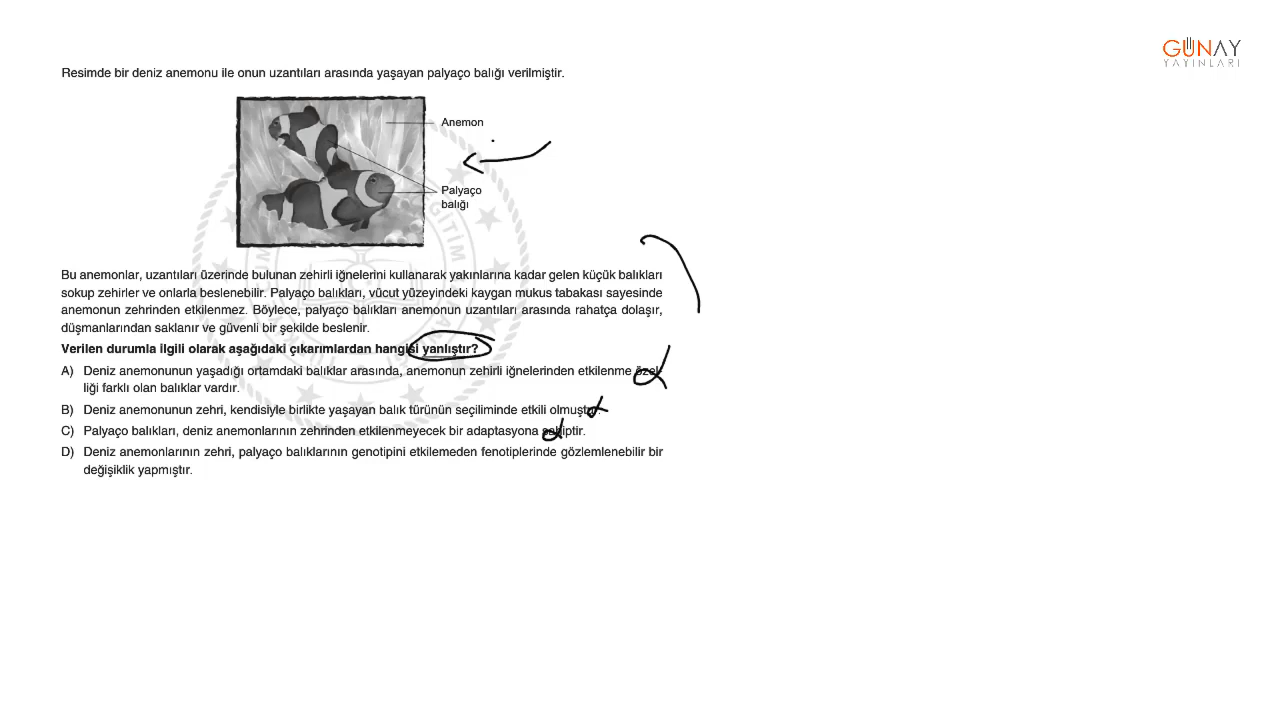 GÜNAY
YAYINLARI
Resimde bir deniz anemonu ile onun uzantıları arasında yaşayan palyaço balığı verilmiştir.
Anemon
Palyaço
balığı
Bu anemonlar, uzantıları üzerinde bulunan zehirli iğnelerini kullanarak yakınlarına kadar gelen küçük balıkları
sokup zehirler ve onlarla beslenebilir. Palyaço balıkları, vücut yüzeyindeki kaygan mukus tabakası sayesinde
anemonun zehrinden etkilenmez. Böylece, palyaço balıkları anemonun uzantıları arasında rahatça dolaşır,
düşmanlarından saklanır ve güvenli bir şekilde beslenir.
Verilen durumla ilgili olarak aşağıdaki çıkarımlardan hangisi yanlıştır?
A) Deniz anemonunun yaşadığı ortamdaki balıklar arasında, anemonun zehirli iğnelerinden etkilenme özel-
liği farklı olan balıklar vardır.
B) Deniz anemonunun zehri, kendisiyle birlikte yaşayan balık türünün seçiliminde etkili olmuştur.
C) Palyaço balıkları, deniz anemonlarının zehrinden etkilenmeyecek bir adaptasyona sahiptir.
D) Deniz anemonlarının zehri, palyaço balıklarının genotipini etkilemeden fenotiplerinde gözlemlenebilir bir
değişiklik yapmıştır.